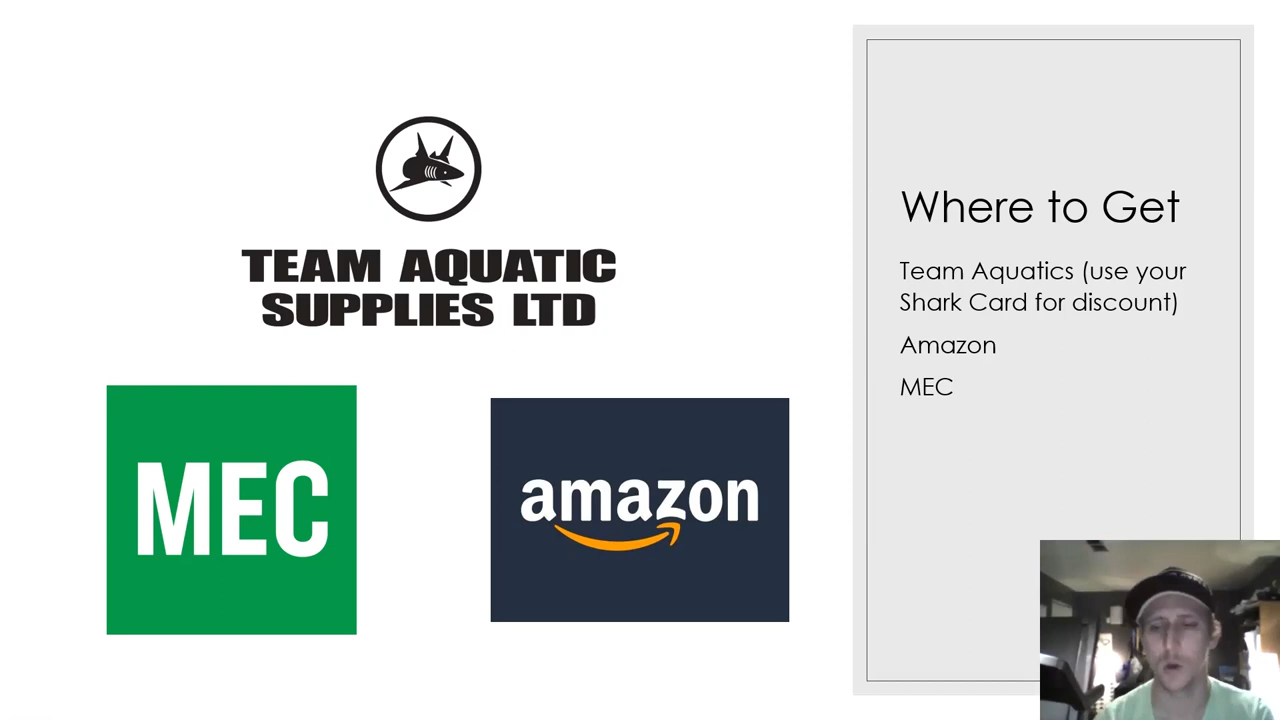 TEAM AQUATIC
SUPPLIES LTD
MEC
amazon
Where to Get
Team Aquatics (use your
Shark Card for discount)
Amazon
MEC